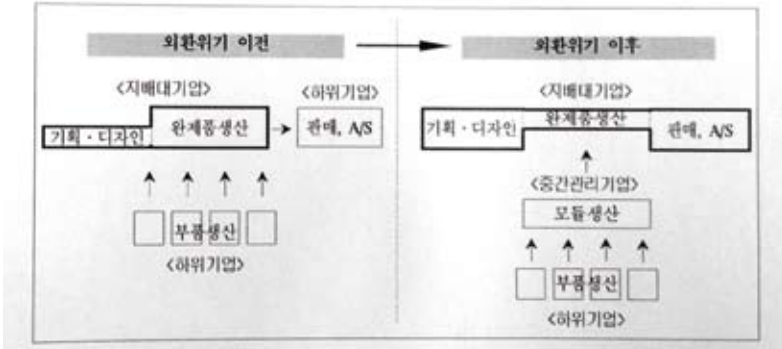 외환위기 이전
외환위기 이후
<지배대기업>
<하위기업>
기획·디자인
완제품생산
판매, A/S
부품생산
<하위기업>
<지배대기업>
기획·디자인
완제품생산
판매, A/S
<중간관리기업>
모듈생산
부품생산
<하위기업>